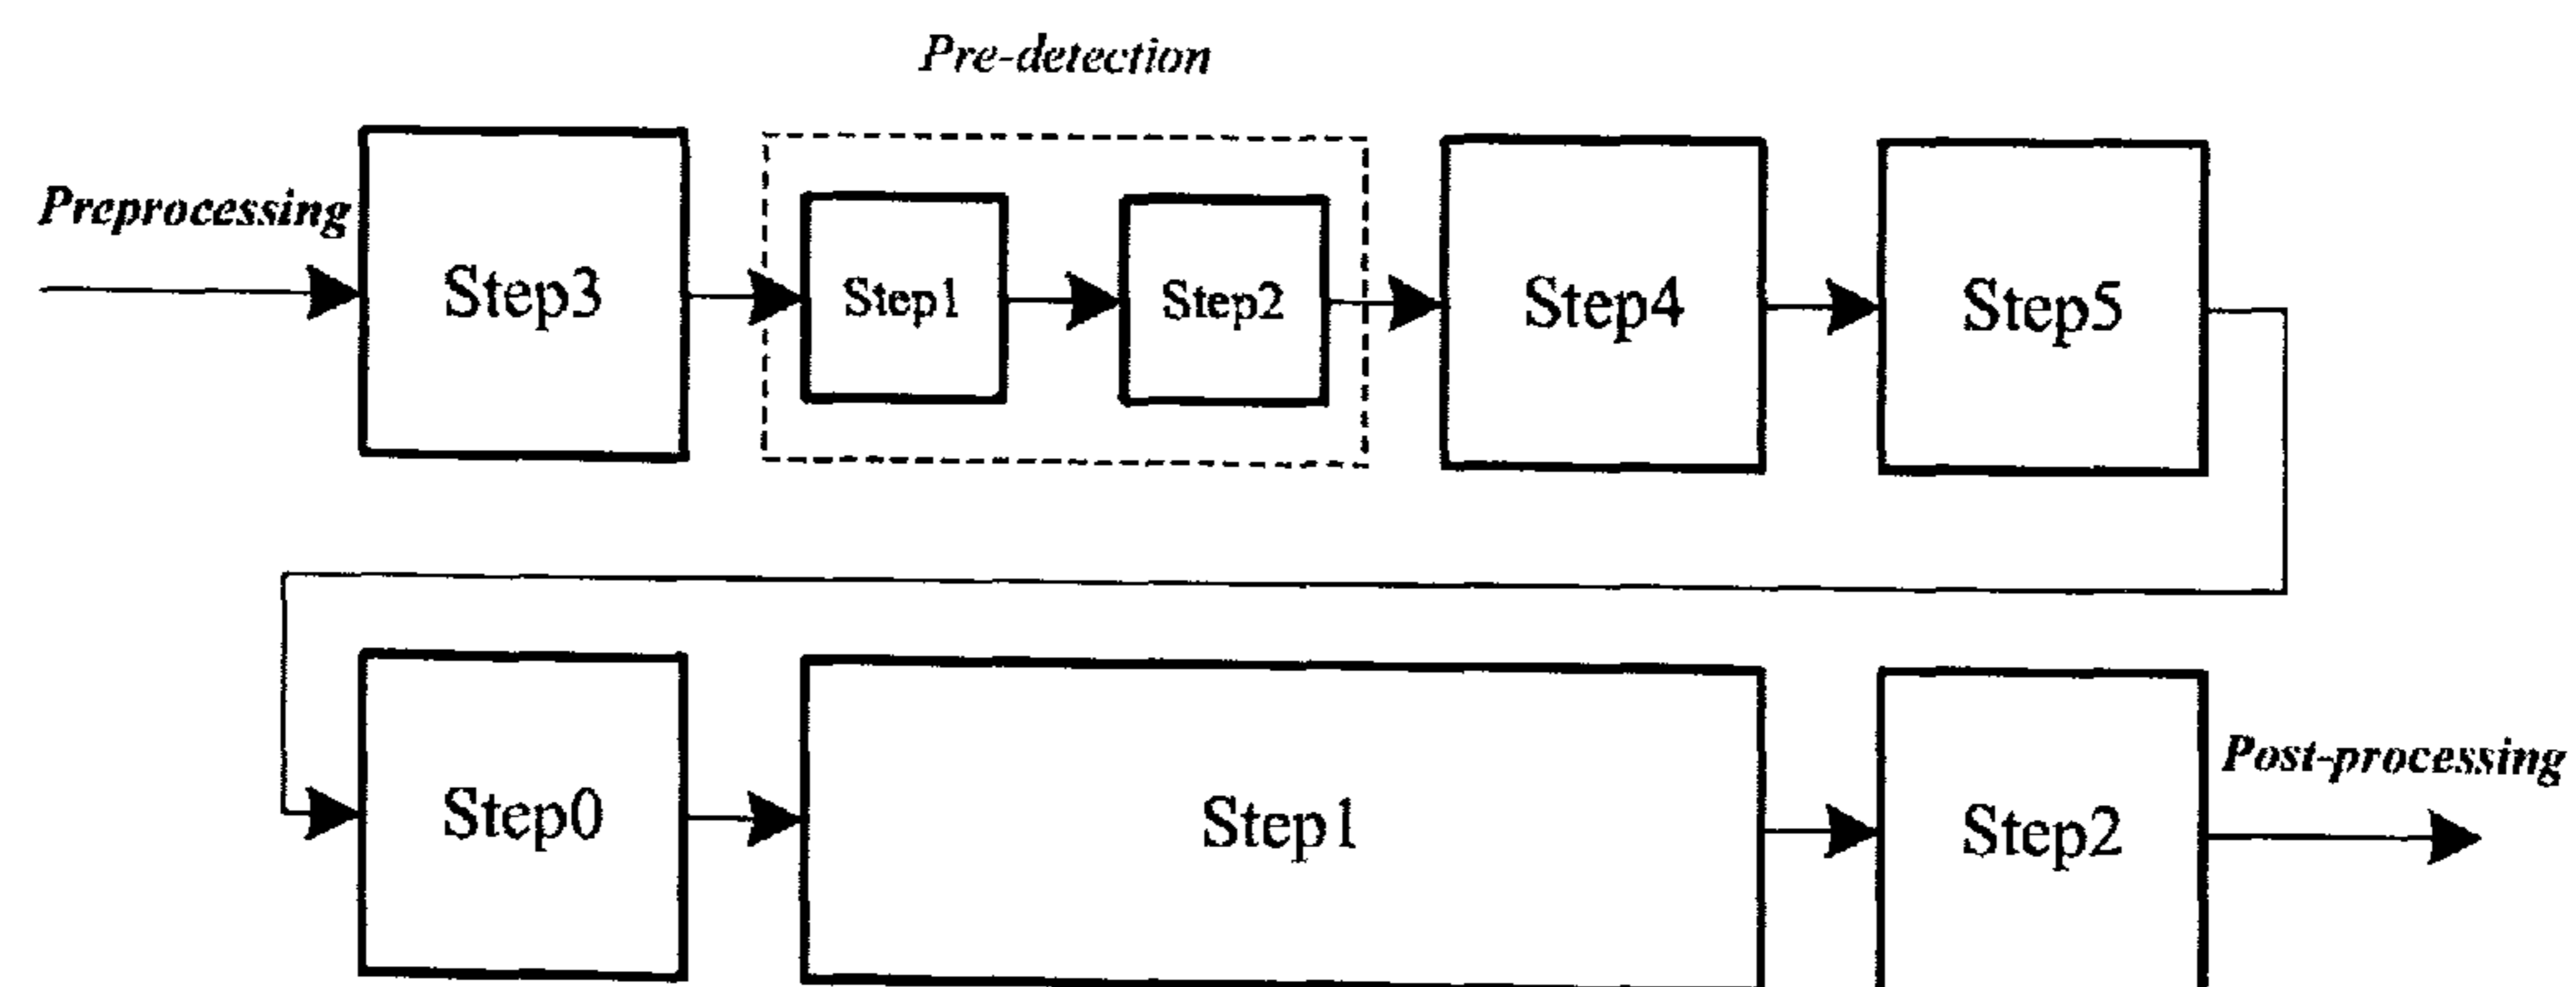 Pre-detection
Preprocessing
Step3
Step1
Step2
Step4
Step5
Step0
Step1
Step2
Post-processing